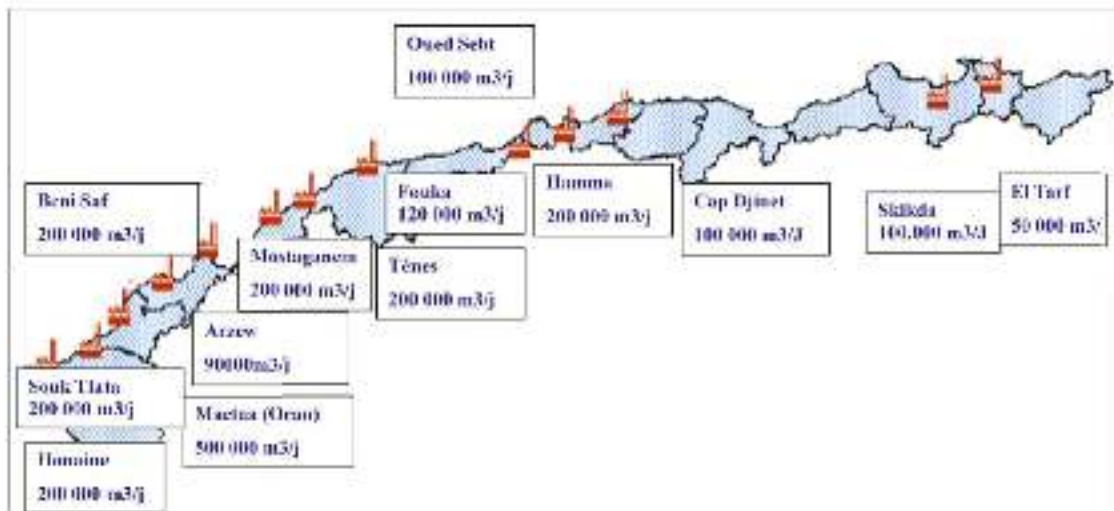 Oued Sebt
100 000 m3/j
Beni Saf
200 000 m3/j
Fouka
120 000 m3/j
Hamma
200 000 m3/j
Cap Djinet
100 000 m3/J
Skikda
100.000 m3/J
El Tarf
50 000 m3/
Mostaganem
200 000 m3/j
Ténes
200 000 m3/j
Arzew
90000m3/j
Souk Tlata
200 000 m3/j
Mactaa (Oran)
500 000 m3/j
Honaine
200 000 m3/j